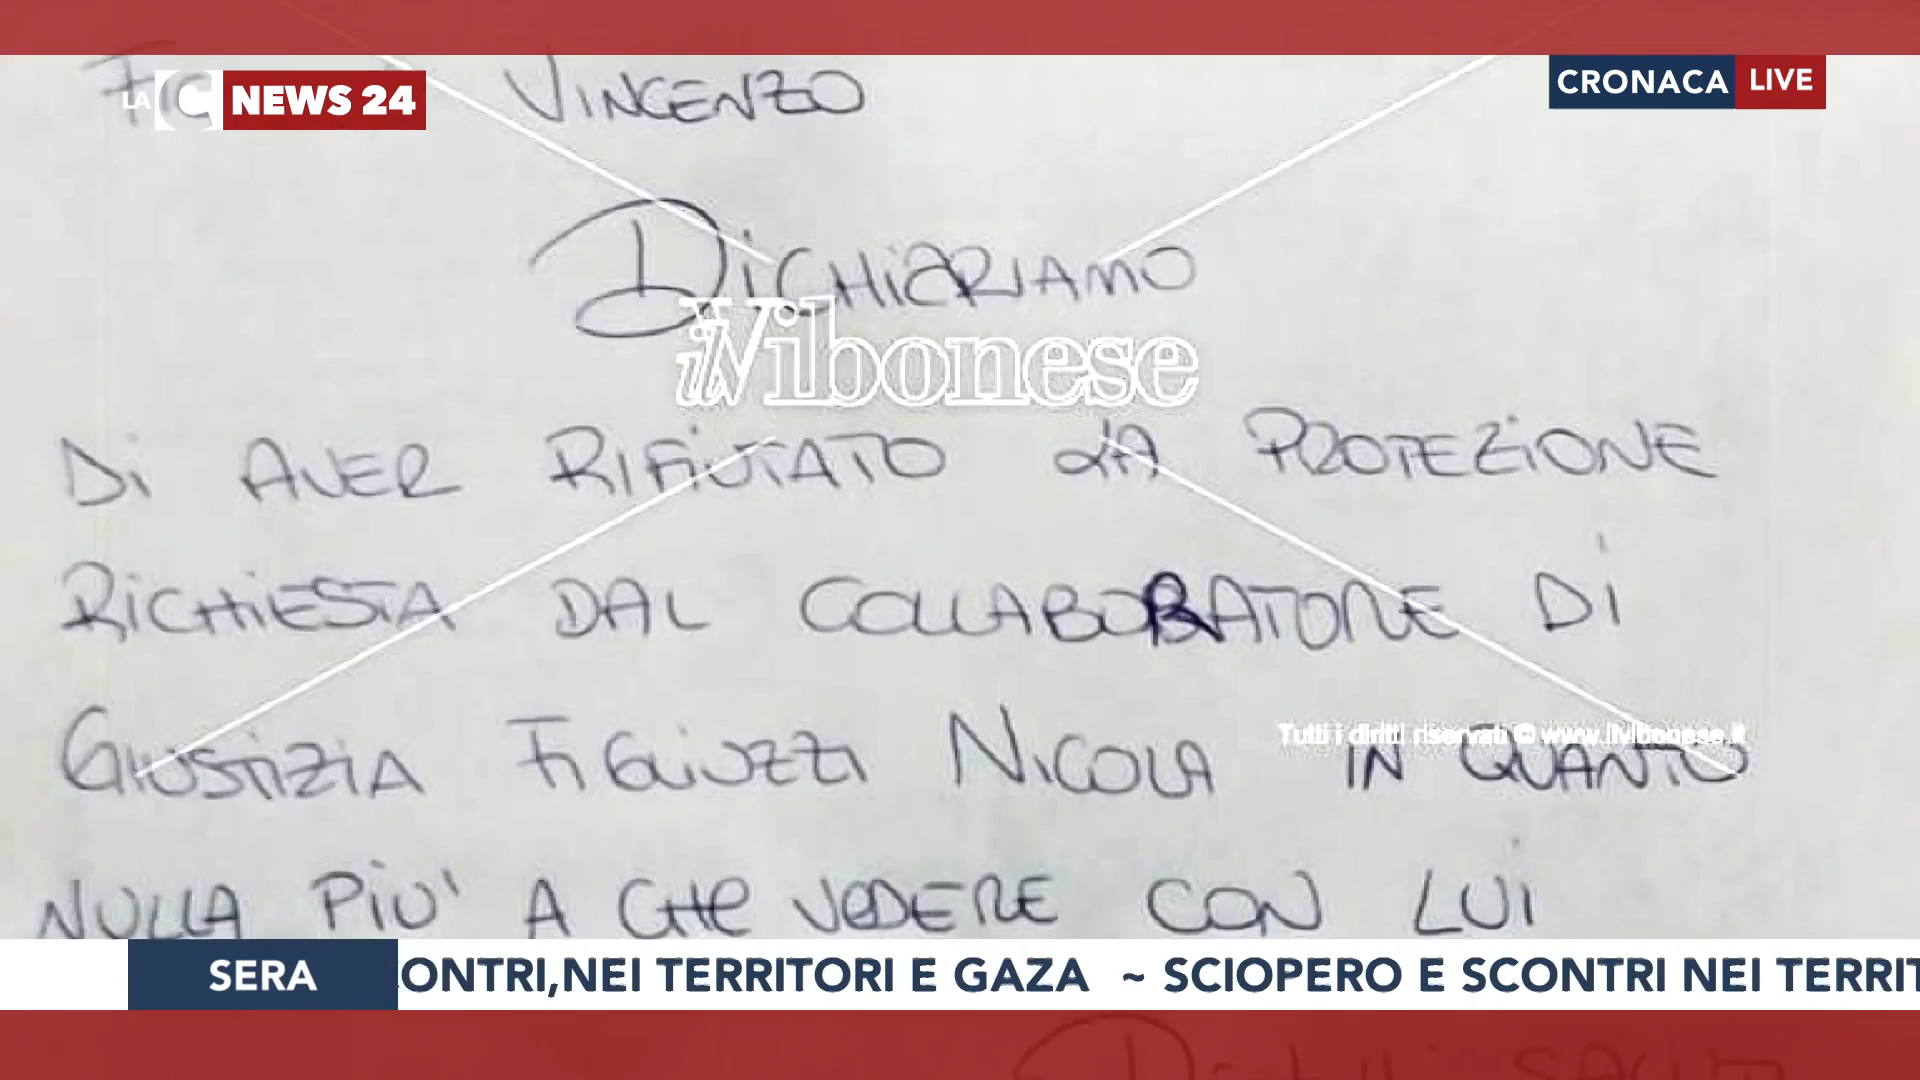 LA C NEWS 24
CRONACA LIVE
VINCENZO
DICHIARIAMO
ilVibonese
Di AVER RIFIUTATO LA PROTEZIONE
RICHIESTA DAL COLLABORATORE DI
GIUSTIZIA FIGLIUZZI NICOLA IN QUANTO
Tutti i diritti riservati © www.ilvibonese.it
NULLA PIU' A CHE VEDERE CON LUI
SERA
CONTRI,NEI TERRITORI E GAZA ~ SCIOPERO E SCONTRI NEI TERRIT